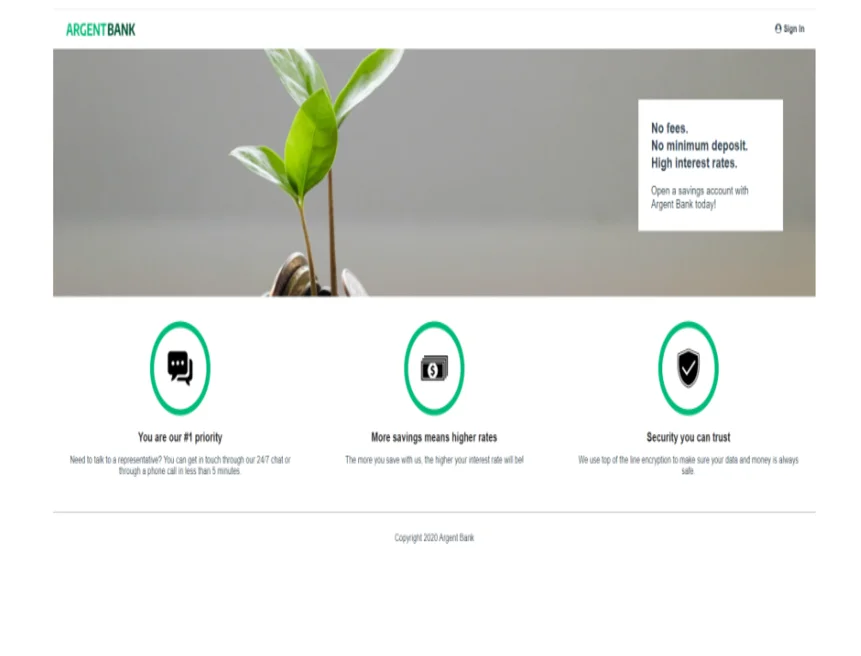 ARGENTBANK
Sign In
No fees.
No minimum deposit.
High interest rates.
Open a savings account with
Argent Bank today!
You are our #1 priority
Need to talk to a representative? You can get in touch through our 24/7 chat or
through a phone call in less than 5 minutes.
More savings means higher rates
The more you save with us, the higher your interest rate will be!
Security you can trust
We use top of the line encryption to make sure your data and money is always
safe.
Copyright 2020 Argent Bank